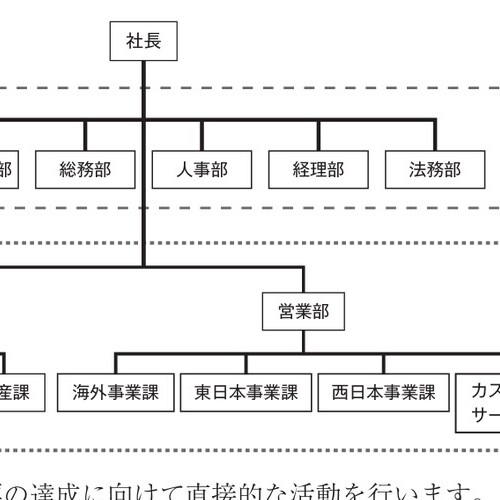 社長
部 総務部 人事部 経理部 法務部
営業部
産課 海外事業課 東日本事業課 西日本事業課 カス
サー
の達成に向けて直接的な活動を行います。